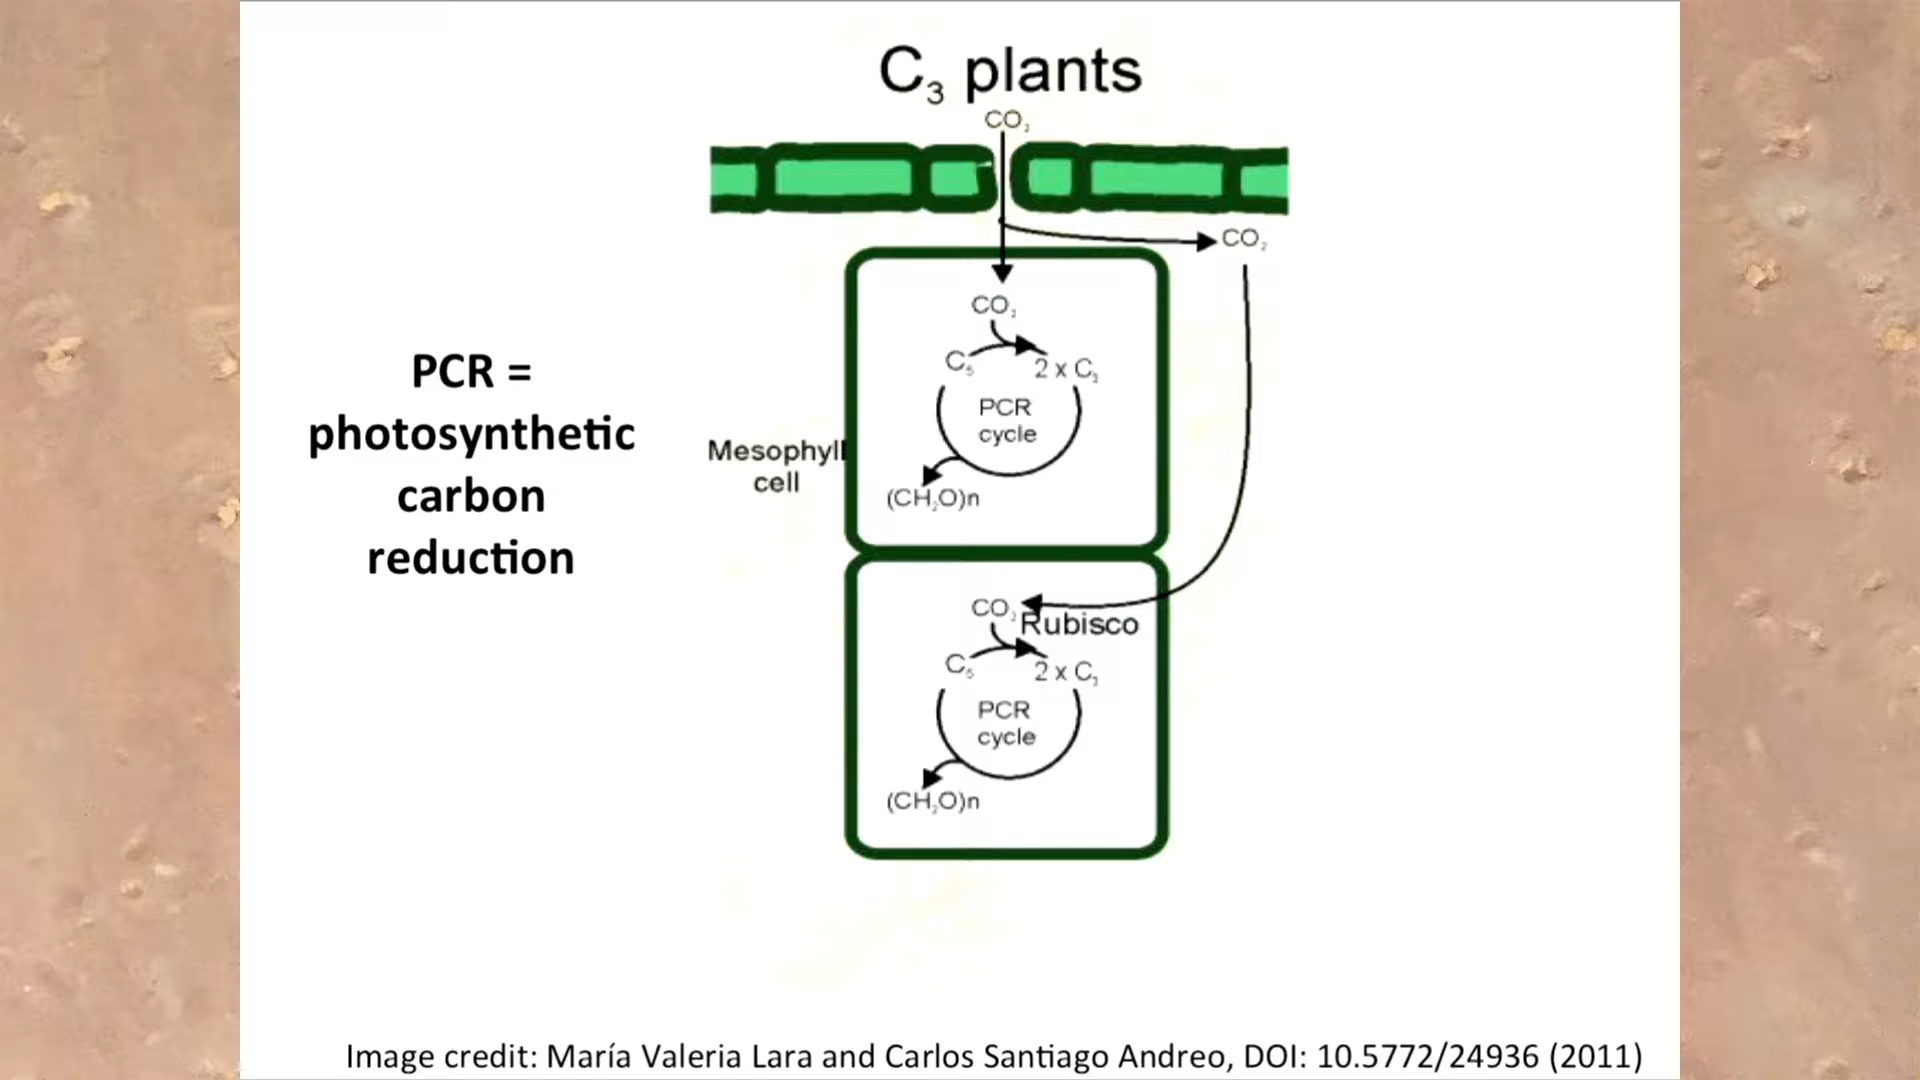 C₃ plants
CO₂
CO₂
CO₂
C₅
2 x C₃
PCR
cycle
(CH₂O)n
Mesophyll
cell
PCR =
photosynthetic
carbon
reduction
CO₂
Rubisco
C₅
2 x C₃
PCR
cycle
(CH₂O)n
Image credit: María Valeria Lara and Carlos Santiago Andreo, DOI: 10.5772/24936 (2011)